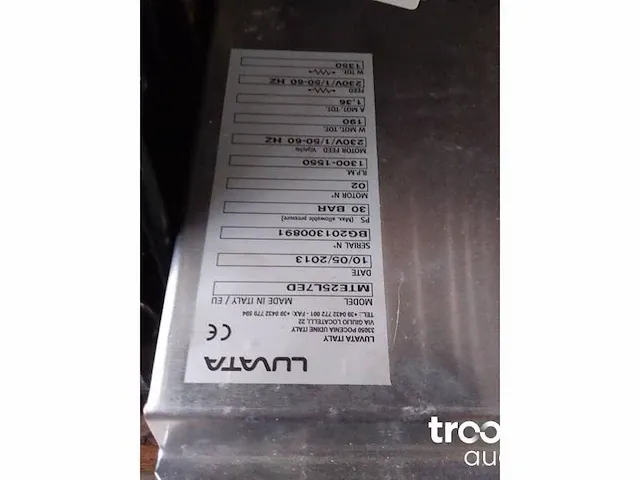 LUVATA
CE
LUVATA ITALY
33050 POCENIA UDINE ITALY
VIA GIULIO LOCATELLI, 22
TEL.: +39 0432 772 001 - FAX: +39 0432 779 594
MODEL MADE IN ITALY / EU
MTE25L7ED
DATE
10/05/2013
SERIAL N°
BG201300891
PS (Max. allowable pressure)
30 BAR
MOTOR N°
02
R.P.M.
1300-1550
MOTOR FEED V/ph/Hz
230V/1/50-60 HZ
W MOT. TOT.
190
A MOT. TOT.
1,36
FEED
230V/1/50-60 HZ
W TOT.
1350
troo
auc